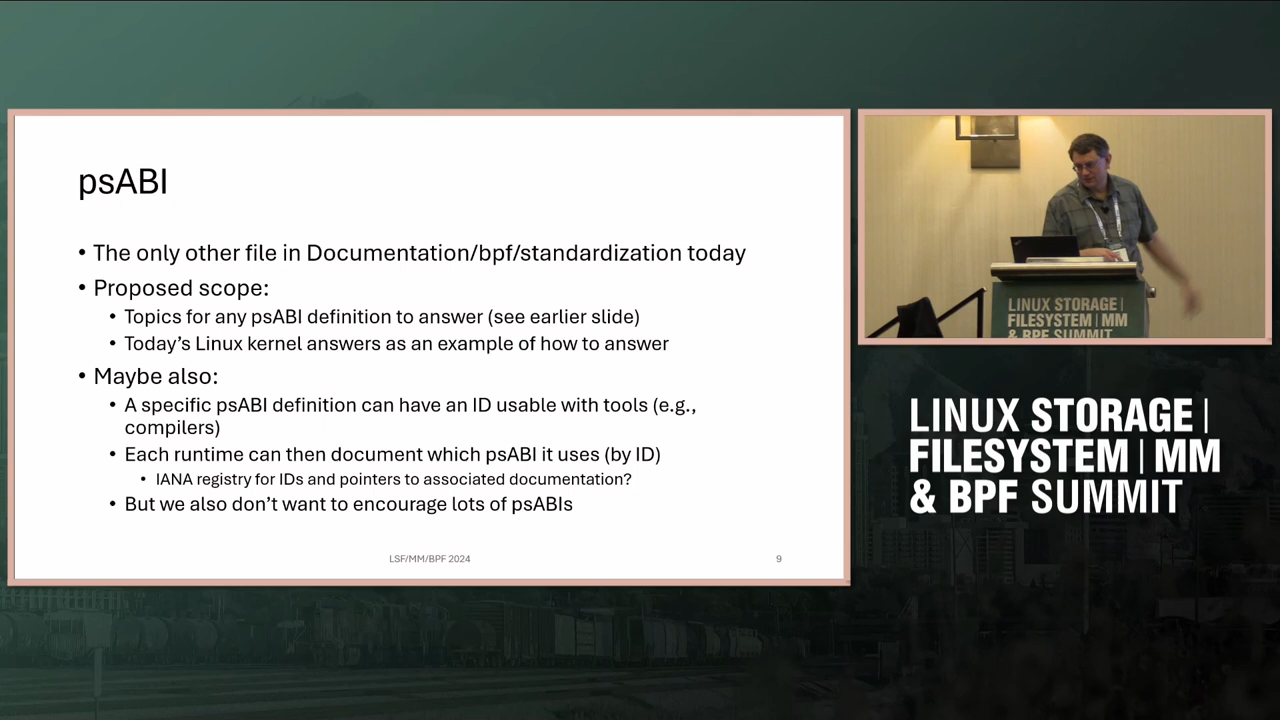 psABI
• The only other file in Documentation/bpf/standardization today
• Proposed scope:
• Topics for any psABI definition to answer (see earlier slide)
• Today's Linux kernel answers as an example of how to answer
• Maybe also:
• A specific psABI definition can have an ID usable with tools (e.g.,
compilers)
• Each runtime can then document which psABI it uses (by ID)
• IANA registry for IDs and pointers to associated documentation?
• But we also don't want to encourage lots of psABIs
LSF/MM/BPF 2024
9
LINUX STORAGE |
FILESYSTEM | MM
& BPF SUMMIT
LINUX STORAGE |
FILESYSTEM | MM
& BPF SUMMIT